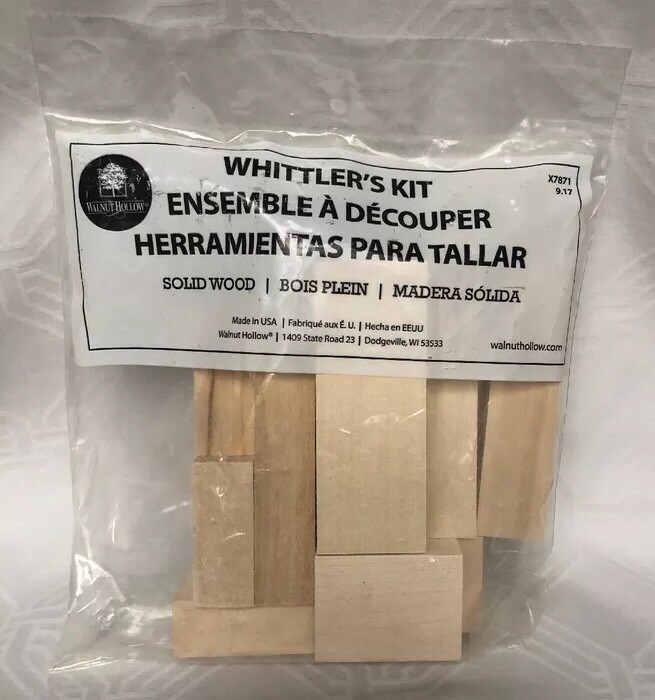 WALNUT HOLLOW
X7871
9.17
WHITTLER'S KIT
ENSEMBLE À DÉCOUPER
HERRAMIENTAS PARA TALLAR
SOLID WOOD | BOIS PLEIN | MADERA SÓLIDA
Made In USA | Fabriqué aux É. U. | Hecha en EEUU
Walnut Hollow® | 1409 State Road 23 | Dodgeville, WI 53533
walnuthollow.com